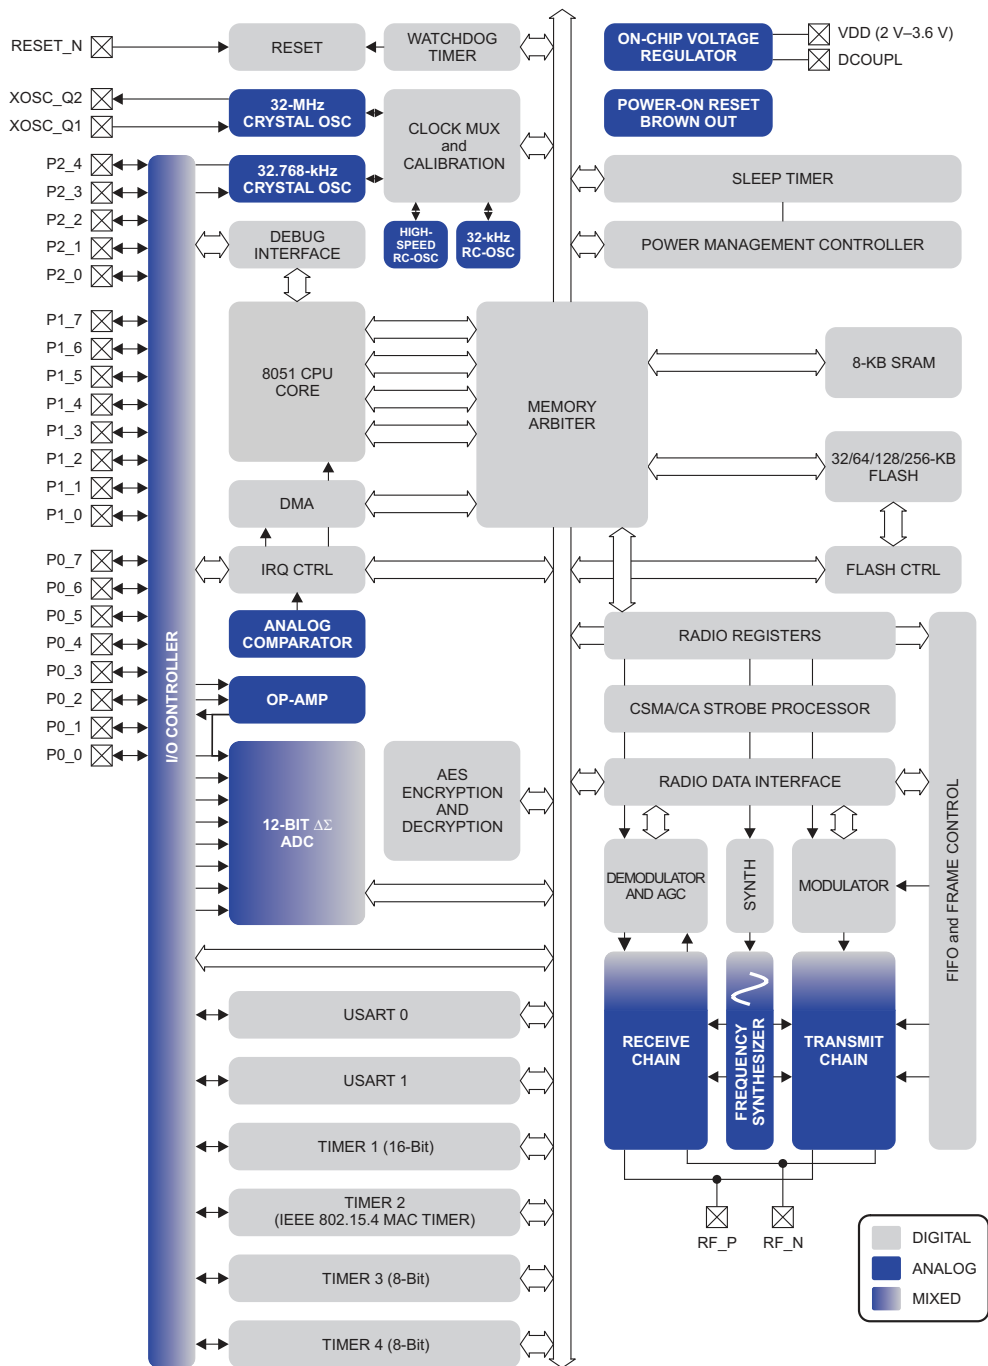 RESET_N
RESET
WATCHDOG
TIMER
ON-CHIP VOLTAGE
REGULATOR
VDD (2 V–3.6 V)
DCOUPL
XOSC_Q2
XOSC_Q1
32-MHz
CRYSTAL OSC
CLOCK MUX
and
CALIBRATION
POWER-ON RESET
BROWN OUT
P2_4
P2_3
P2_2
P2_1
P2_0
32.768-kHz
CRYSTAL OSC
SLEEP TIMER
DEBUG
INTERFACE
HIGH-
SPEED
RC-OSC
32-kHz
RC-OSC
POWER MANAGEMENT CONTROLLER
P1_7
P1_6
P1_5
P1_4
P1_3
P1_2
P1_1
P1_0
8051 CPU
CORE
MEMORY
ARBITER
8-KB SRAM
32/64/128/256-KB
FLASH
DMA
P0_7
P0_6
P0_5
P0_4
P0_3
P0_2
P0_1
P0_0
I/O CONTROLLER
IRQ CTRL
FLASH CTRL
ANALOG
COMPARATOR
RADIO REGISTERS
OP-AMP
CSMA/CA STROBE PROCESSOR
12-BIT ΔΣ
ADC
AES
ENCRYPTION
AND
DECRYPTION
RADIO DATA INTERFACE
FIFO and FRAME CONTROL
DEMODULATOR
AND AGC
SYNTH
MODULATOR
RECEIVE
CHAIN
FREQUENCY
SYNTHESIZER
TRANSMIT
CHAIN
USART 0
USART 1
TIMER 1 (16-Bit)
TIMER 2
(IEEE 802.15.4 MAC TIMER)
TIMER 3 (8-Bit)
TIMER 4 (8-Bit)
RF_P
RF_N
DIGITAL
ANALOG
MIXED